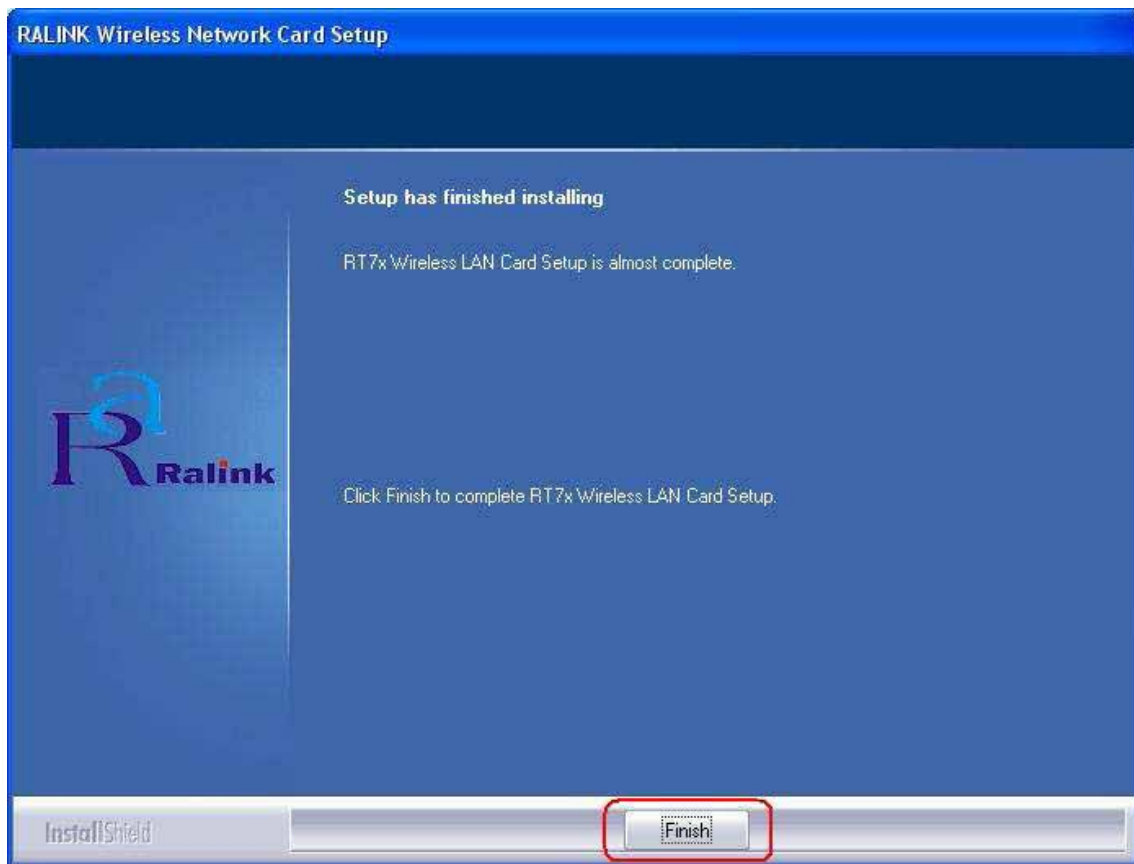 RALINK Wireless Network Card Setup
Setup has finished installing
RT7x Wireless LAN Card Setup is almost complete.
Ra
Ralink
Click Finish to complete RT7x Wireless LAN Card Setup.
InstallShield
Finish